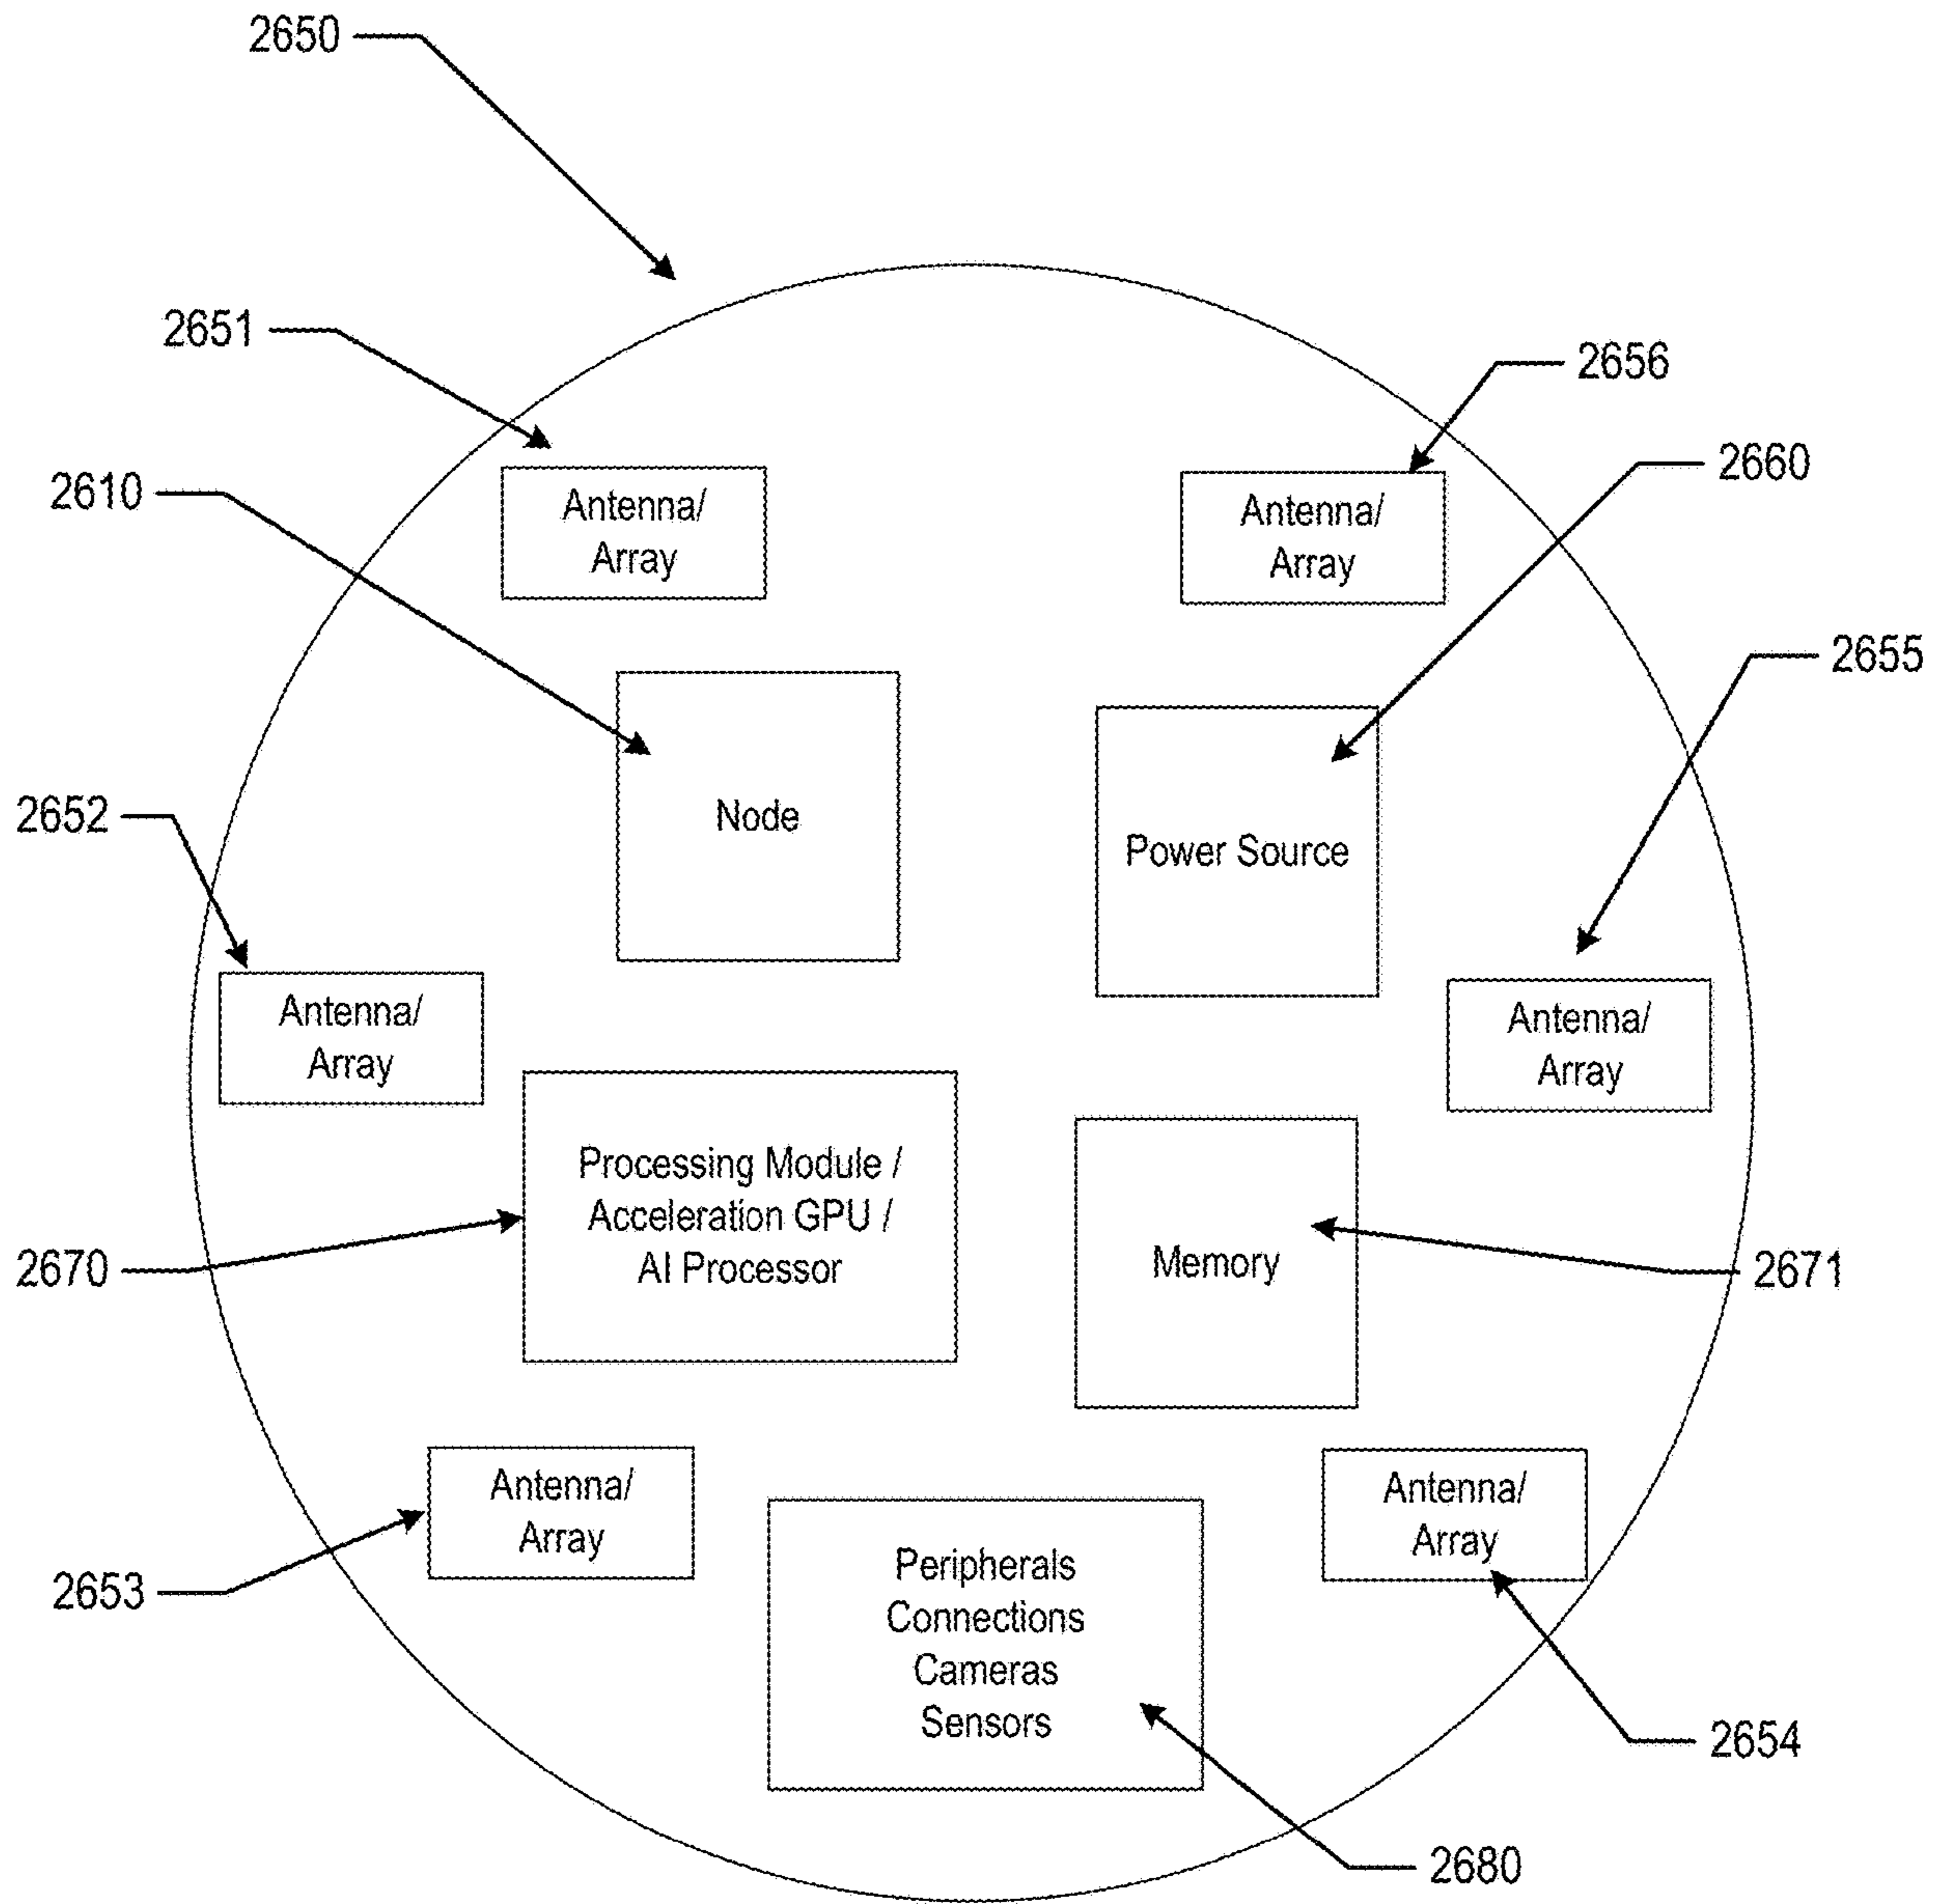 2650
2651
2656
2610
2660
Antenna/
Array
Antenna/
Array
2655
2652
Node
Power Source
Antenna/
Array
Antenna/
Array
Processing Module /
Acceleration GPU /
AI Processor
Memory
2670
2671
Antenna/
Array
Antenna/
Array
2653
Peripherals
Connections
Cameras
Sensors
2654
2680